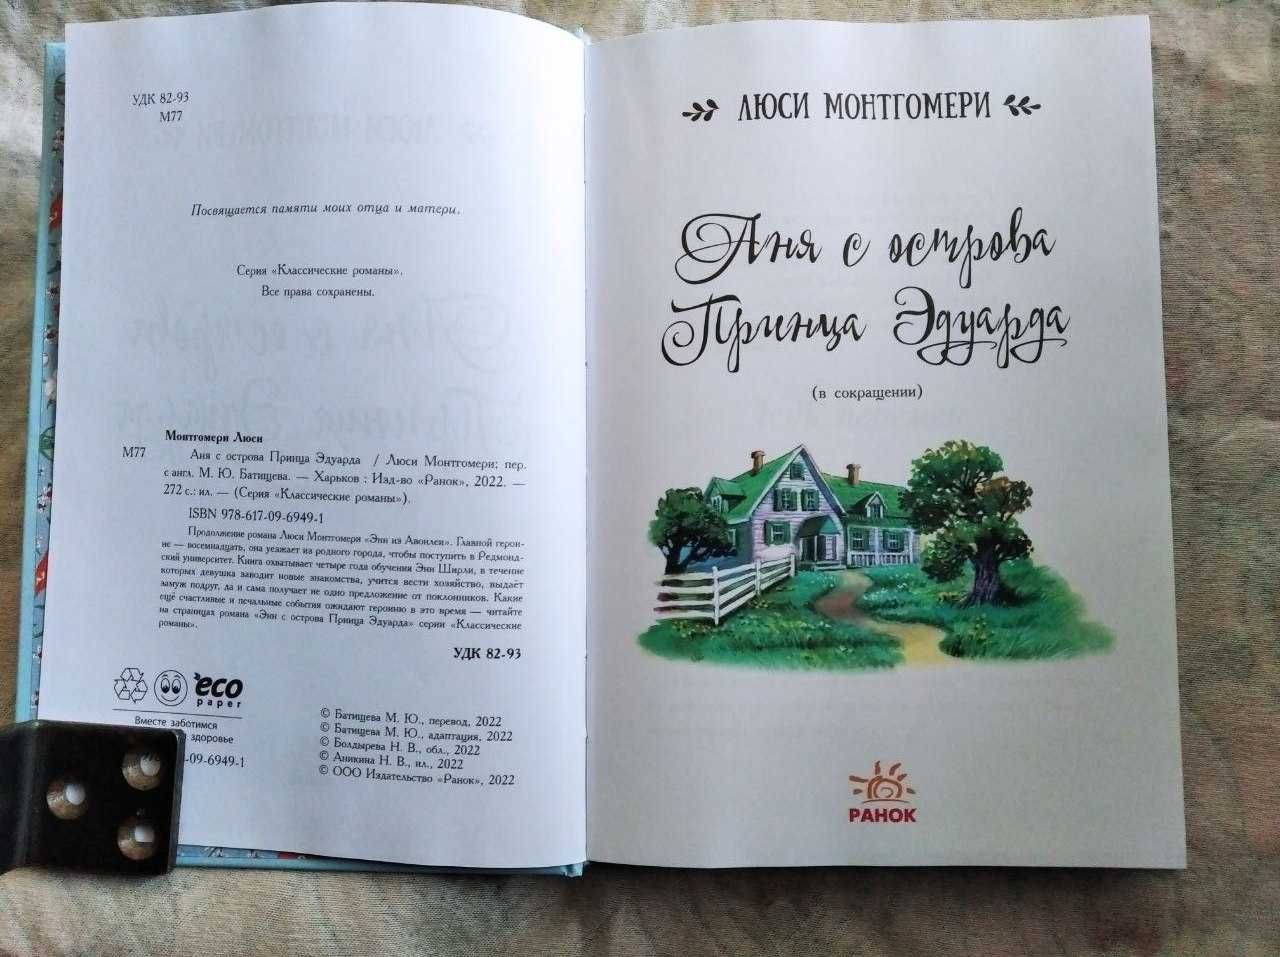 УДК 82-93
М77
Посвящается памяти моих отца и матери.
Серия «Классические романы».
Все права сохранены.
Монтгомери Люси
М77 Аня с острова Принца Эдуарда / Люси Монтгомери; пер.
с англ. М. Ю. Батищева. — Харьков : Изд-во «Ранок», 2022. —
272 с.: ил. — (Серия «Классические романы»).
ISBN 978-617-09-6949-1
Продолжение романа Люси Монтгомери «Энн из Авонлеи». Главной герои-
не — восемнадцать, она уезжает из родного города, чтобы поступить в Редмонд-
ский университет. Книга охватывает четыре года обучения Энн Ширли, в течение
которых девушка заводит новые знакомства, учится вести хозяйство, выдаёт
замуж подруг, да и сама получает не одно предложение от поклонников. Какие
ещё счастливые и печальные события ожидают героиню в это время — читайте
на страницах романа «Энн с острова Принца Эдуарда» серии «Классические
романы».
УДК 82-93
eco
paper
Вместе заботимся
здоровье
-09-6949-1
© Батищева М. Ю., перевод, 2022
© Батищева М. Ю., адаптация, 2022
© Болдырева Н. В., обл., 2022
© Аникина Н. В., ил., 2022
© ООО Издательство «Ранок», 2022
ЛЮСИ МОНТГОМЕРИ
Аня с острова
Принца Эдуарда
(в сокращении)
РАНОК